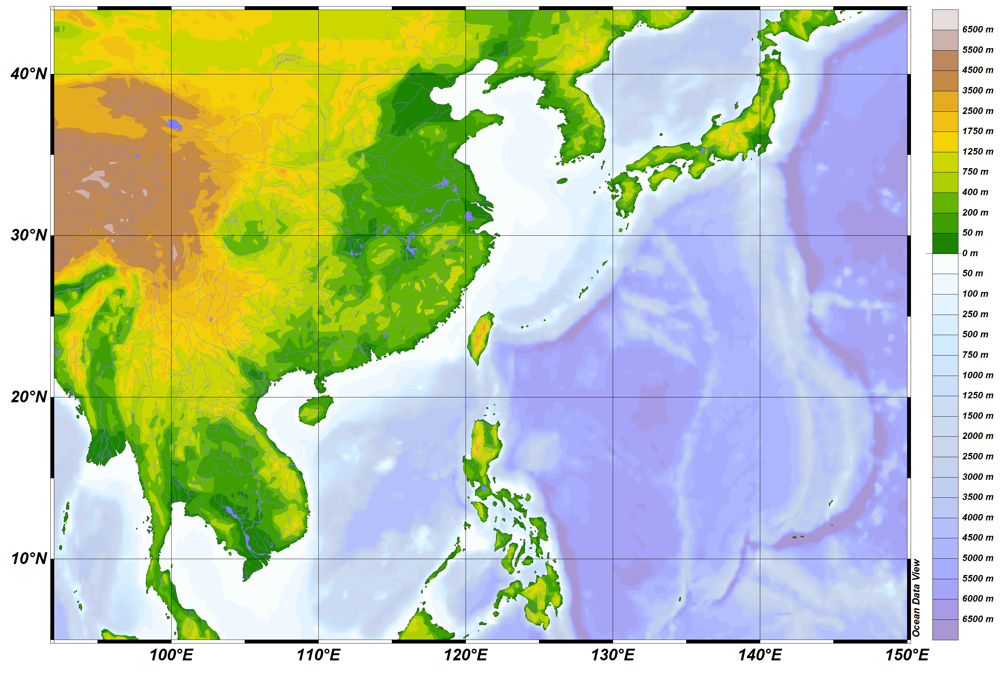 40°N
30°N
20°N
10°N
100°E
110°E
120°E
130°E
140°E
150°E
Ocean Data View
6500 m
5500 m
4500 m
3500 m
2500 m
1750 m
1250 m
750 m
400 m
200 m
50 m
0 m
50 m
100 m
250 m
500 m
750 m
1000 m
1250 m
1500 m
2000 m
2500 m
3000 m
3500 m
4000 m
4500 m
5000 m
5500 m
6000 m
6500 m